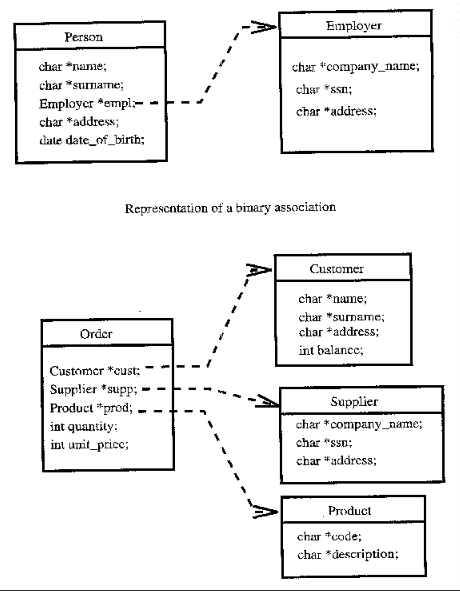 Person
char *name;
char *surname;
Employer *empl;
char *address;
date date_of_birth;
Employer
char *company_name;
char *ssn;
char *address;
Representation of a binary association
Order
Customer *cust;
Supplier *supp;
Product *prod;
int quantity;
int unit_price;
Customer
char *name;
char *surname;
char *address;
int balance;
Supplier
char *company_name;
char *ssn;
char *address;
Product
char *code;
char *description;